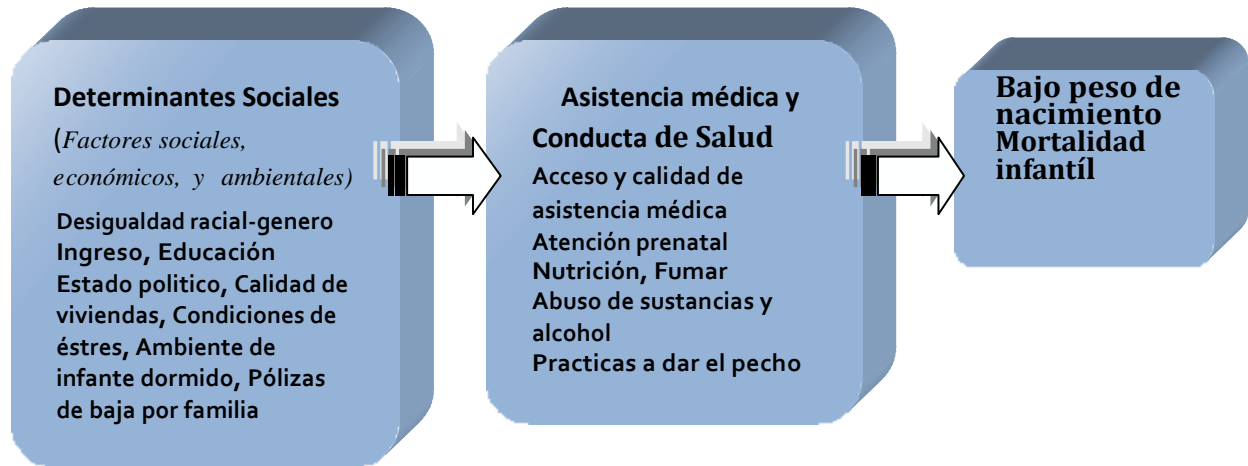 Determinantes Sociales
(Factores sociales,
económicos, y ambientales)
Desigualdad racial-genero
Ingreso, Educación
Estado politico, Calidad de
viviendas, Condiciones de
éstres, Ambiente de
infante dormido, Pólizas
de baja por familia
Asistencia médica y
Conducta de Salud
Acceso y calidad de
asistencia médica
Atención prenatal
Nutrición, Fumar
Abuso de sustancias y
alcohol
Practicas a dar el pecho
Bajo peso de
nacimiento
Mortalidad
infantíl